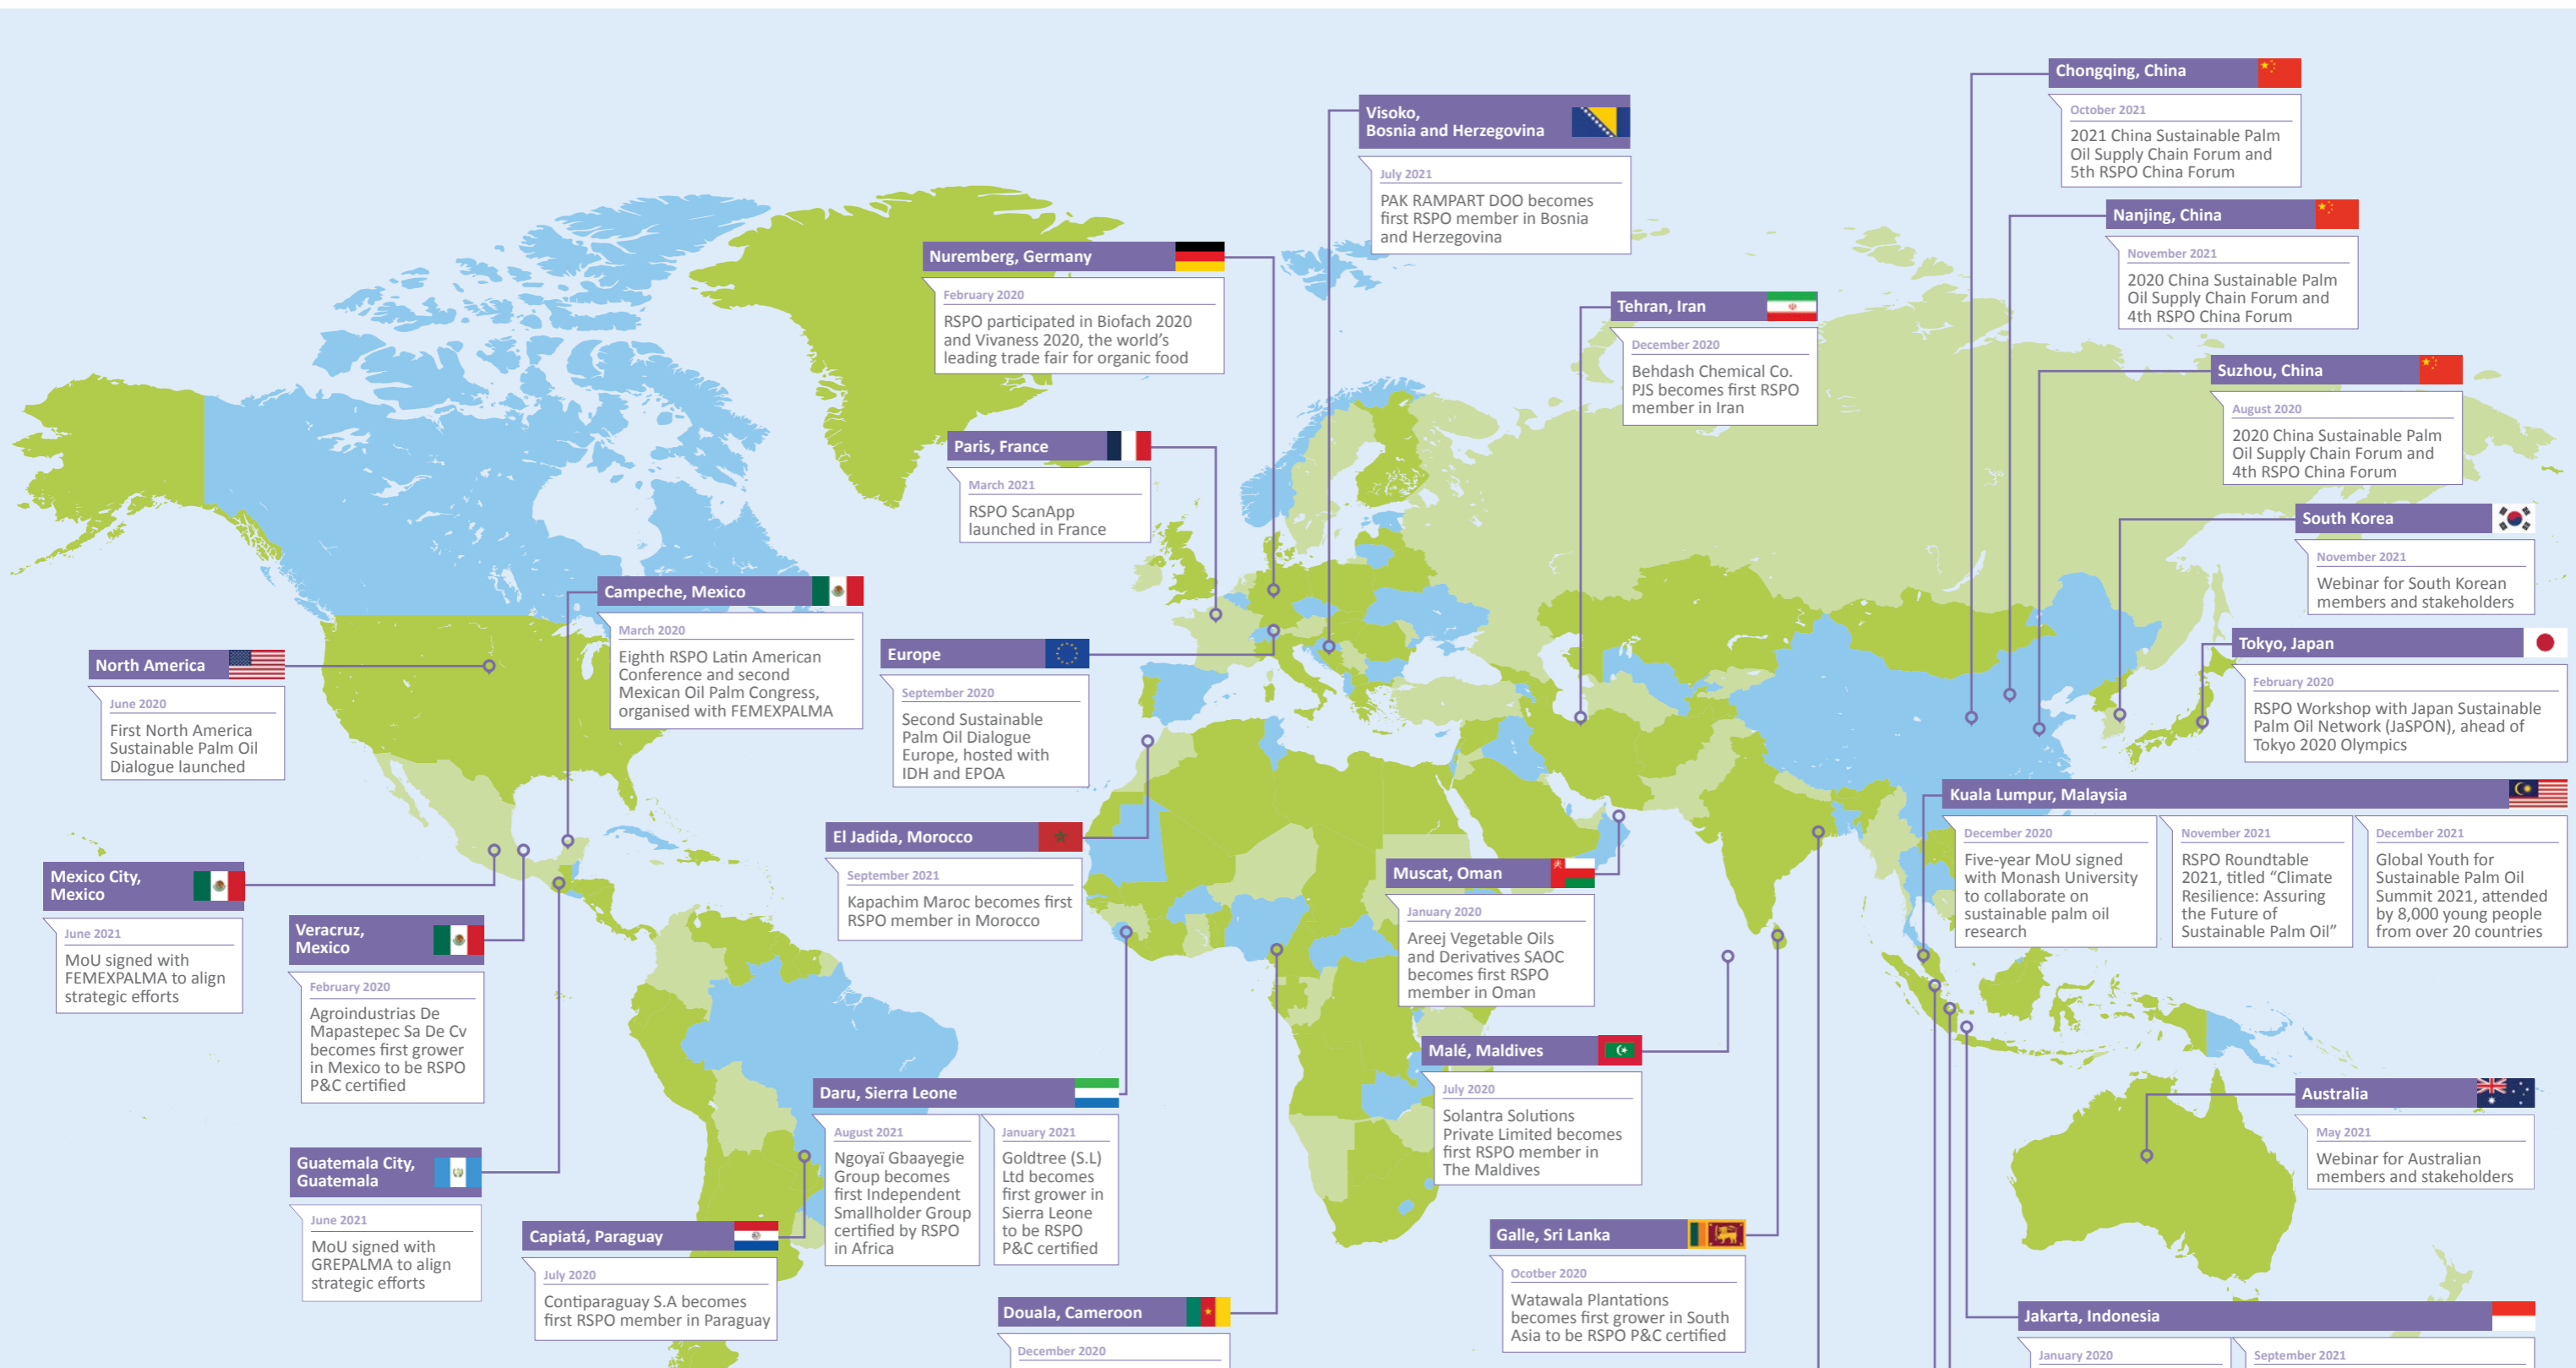 Chongqing, China
October 2021
2021 China Sustainable Palm
Oil Supply Chain Forum and
5th RSPO China Forum
Visoko,
Bosnia and Herzegovina
July 2021
PAK RAMPART DOO becomes
first RSPO member in Bosnia
and Herzegovina
Nanjing, China
November 2021
2020 China Sustainable Palm
Oil Supply Chain Forum and
4th RSPO China Forum
Nuremberg, Germany
February 2020
RSPO participated in Biofach 2020
and Vivaness 2020, the world's
leading trade fair for organic food
Tehran, Iran
December 2020
Behdash Chemical Co.
PJS becomes first RSPO
member in Iran
Suzhou, China
August 2020
2020 China Sustainable Palm
Oil Supply Chain Forum and
4th RSPO China Forum
Paris, France
March 2021
RSPO ScanApp
launched in France
South Korea
November 2021
Webinar for South Korean
members and stakeholders
Campeche, Mexico
March 2020
Eighth RSPO Latin American
Conference and second
Mexican Oil Palm Congress,
organised with FEMEXPALMA
North America
June 2020
First North America
Sustainable Palm Oil
Dialogue launched
Europe
September 2020
Second Sustainable
Palm Oil Dialogue
Europe, hosted with
IDH and EPOA
Tokyo, Japan
February 2020
RSPO Workshop with Japan Sustainable
Palm Oil Network (JaSPON), ahead of
Tokyo 2020 Olympics
Kuala Lumpur, Malaysia
December 2020
Five-year MoU signed
with Monash University
to collaborate on
sustainable palm oil
research
November 2021
RSPO Roundtable
2021, titled “Climate
Resilience: Assuring
the Future of
Sustainable Palm Oil”
December 2021
Global Youth for
Sustainable Palm Oil
Summit 2021, attended
by 8,000 young people
from over 20 countries
El Jadida, Morocco
September 2021
Kapachim Maroc becomes first
RSPO member in Morocco
Muscat, Oman
January 2020
Areej Vegetable Oils
and Derivatives SAOC
becomes first RSPO
member in Oman
Mexico City,
Mexico
June 2021
MoU signed with
FEMEXPALMA to align
strategic efforts
Veracruz,
Mexico
February 2020
Agroindustrias De
Mapastepec Sa De Cv
becomes first grower
in Mexico to be RSPO
P&C certified
Malé, Maldives
July 2020
Solantra Solutions
Private Limited becomes
first RSPO member in
The Maldives
Daru, Sierra Leone
August 2021
Ngoyaï Gbaayegie
Group becomes
first Independent
Smallholder Group
certified by RSPO
in Africa
January 2021
Goldtree (S.L)
Ltd becomes
first grower in
Sierra Leone
to be RSPO
P&C certified
Australia
May 2021
Webinar for Australian
members and stakeholders
Guatemala City,
Guatemala
June 2021
MoU signed with
GREPALMA to align
strategic efforts
Capiatá, Paraguay
July 2020
Contiparaguay S.A becomes
first RSPO member in Paraguay
Galle, Sri Lanka
Ocotber 2020
Watawala Plantations
becomes first grower in South
Asia to be RSPO P&C certified
Douala, Cameroon
December 2020
Jakarta, Indonesia
January 2020
September 2021